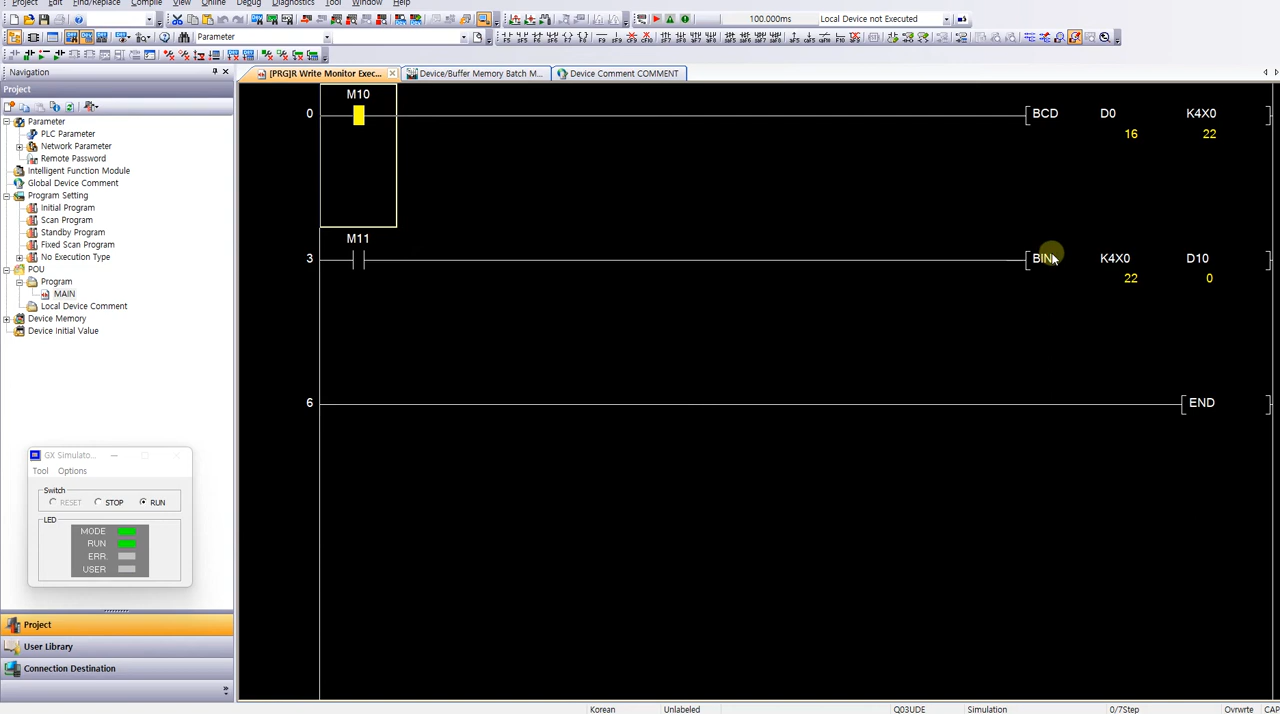 Project Edit Find/Replace Compile View Online Debug Diagnostics Tool Window Help
100.000ms Local Device not Executed
Parameter
Navigation
[PRG]R Write Monitor Exec... Device/Buffer Memory Batch M... Device Comment COMMENT
Project
Parameter
PLC Parameter
Network Parameter
Remote Password
Intelligent Function Module
Global Device Comment
Program Setting
Initial Program
Scan Program
Standby Program
Fixed Scan Program
No Execution Type
POU
Program
MAIN
Local Device Comment
Device Memory
Device Initial Value
M10
0 BCD D0 K4X0
16 22
M11
3 BIN K4X0 D10
22 0
6 END
GX Simulato...
Tool Options
Switch
RESET STOP RUN
LED
MODE
RUN
ERR.
USER
Project
User Library
Connection Destination
Korean Unlabeled Q03UDE Simulation 0/7Step Ovrwrte CAP